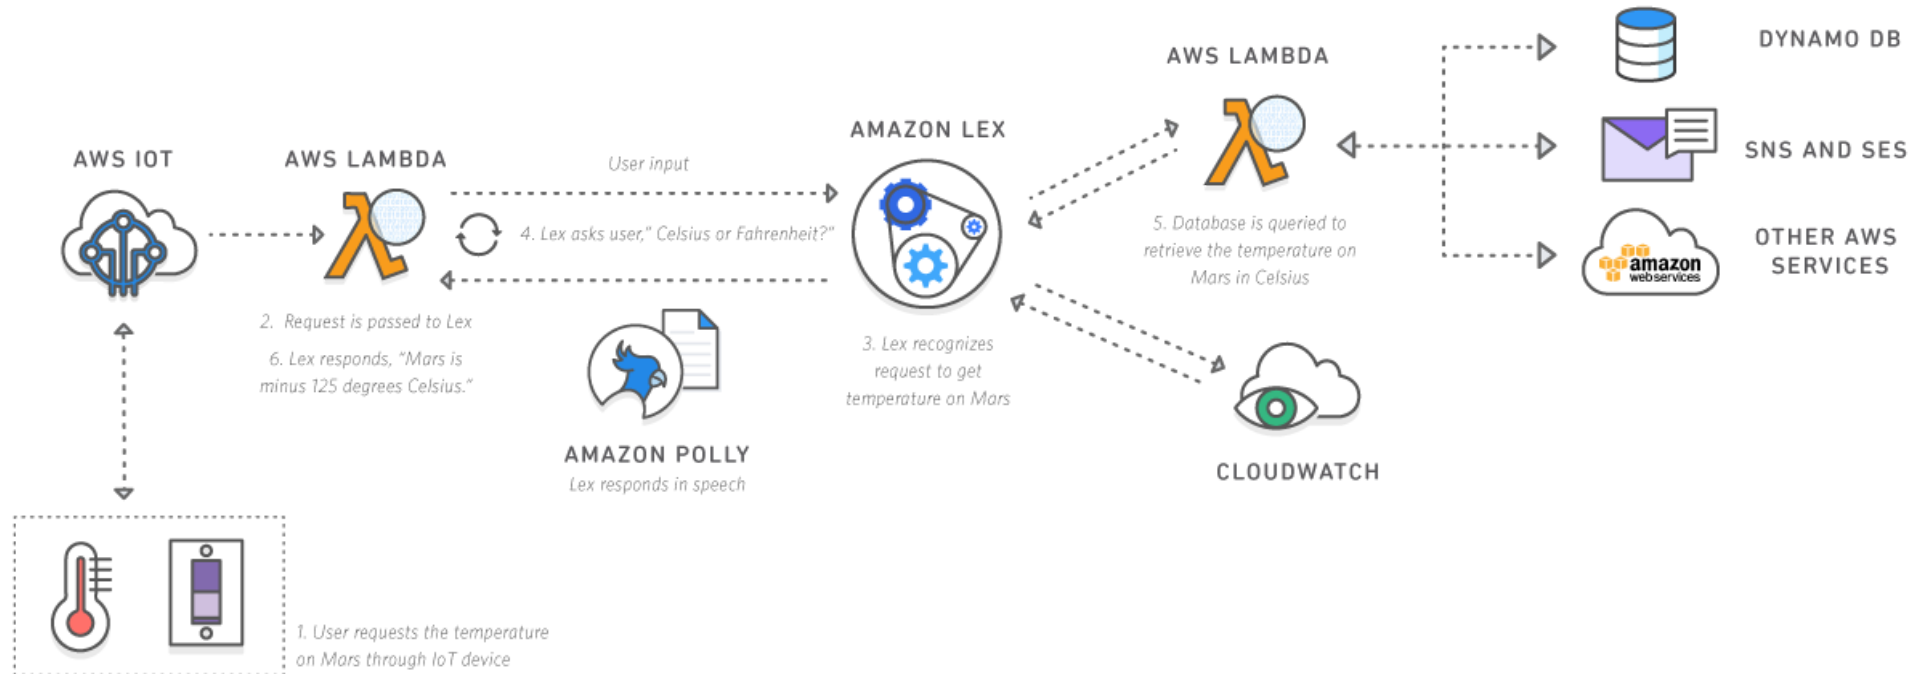 AWS IOT
AWS LAMBDA
User input
4. Lex asks user," Celsius or Fahrenheit?"
2. Request is passed to Lex
6. Lex responds, "Mars is
minus 125 degrees Celsius."
AMAZON POLLY
Lex responds in speech
1. User requests the temperature
on Mars through IoT device
AMAZON LEX
3. Lex recognizes
request to get
temperature on Mars
AWS LAMBDA
5. Database is queried to
retrieve the temperature on
Mars in Celsius
CLOUDWATCH
DYNAMO DB
SNS AND SES
amazon
webservices
OTHER AWS
SERVICES